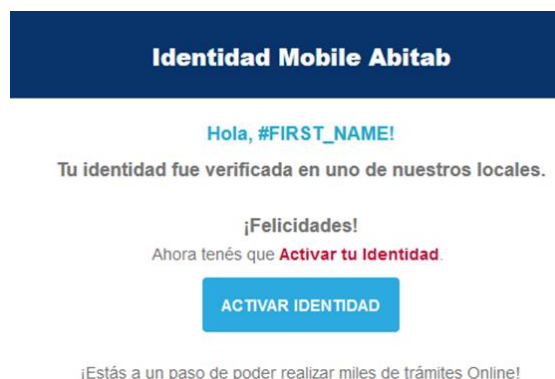 Identidad Mobile Abitab
Hola, #FIRST_NAME!
Tu identidad fue verificada en uno de nuestros locales.
¡Felicidades!
Ahora tenés que Activar tu Identidad.
ACTIVAR IDENTIDAD
¡Estás a un paso de poder realizar miles de trámites Online!